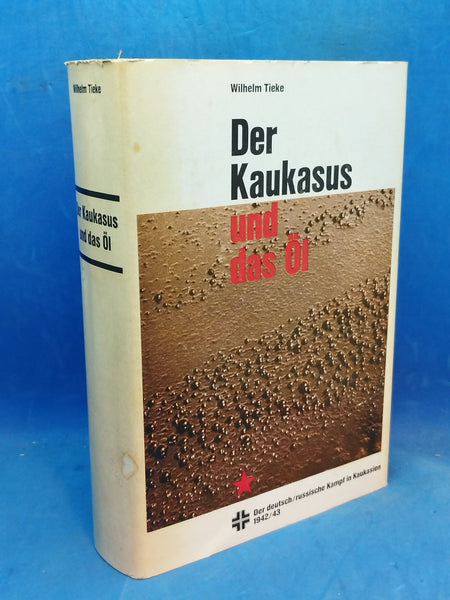 Wilhelm Tieke
Der
Kaukasus
und
das Öl
Der deutsch/russische Kampf in Kaukasien
1942/43
Wilhelm Tieke
Der Kaukasus
und das Öl